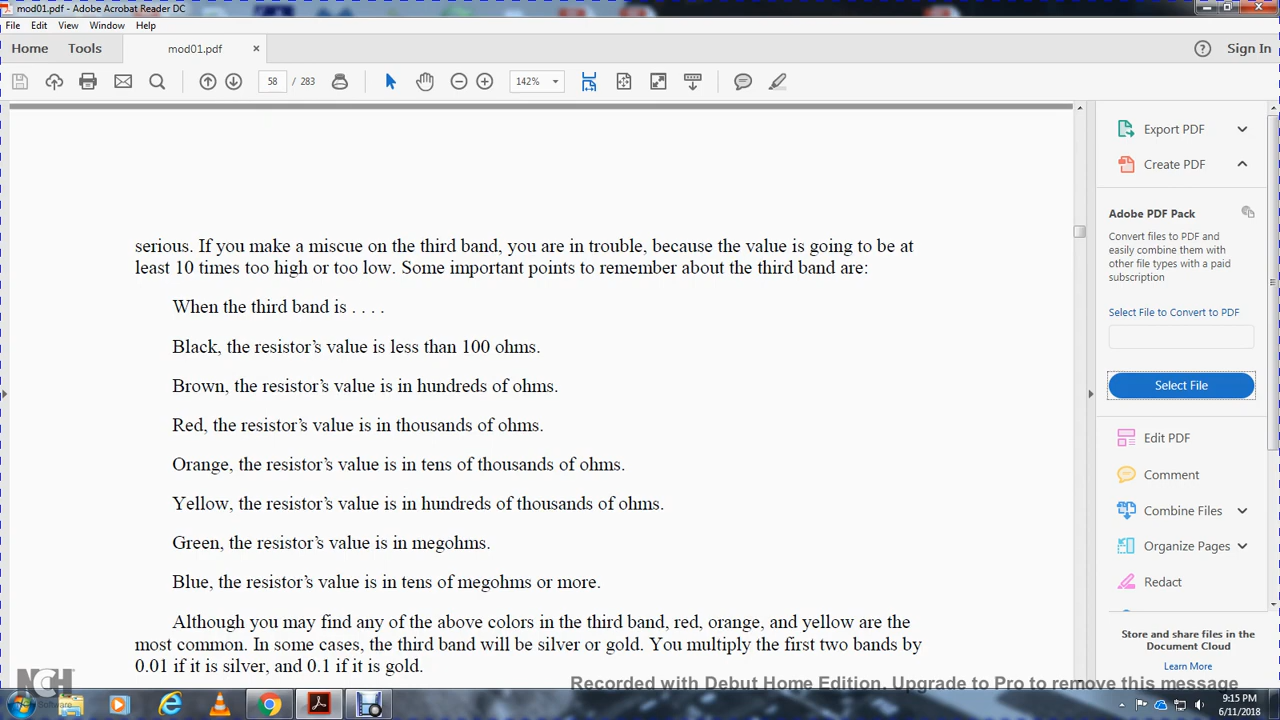 mod01.pdf - Adobe Acrobat Reader DC
File Edit View Window Help
Home Tools mod01.pdf × Sign In
58 / 283 142%
serious. If you make a miscue on the third band, you are in trouble, because the value is going to be at
least 10 times too high or too low. Some important points to remember about the third band are:
When the third band is . . . .
Black, the resistor’s value is less than 100 ohms.
Brown, the resistor’s value is in hundreds of ohms.
Red, the resistor’s value is in thousands of ohms.
Orange, the resistor’s value is in tens of thousands of ohms.
Yellow, the resistor’s value is in hundreds of thousands of ohms.
Green, the resistor’s value is in megohms.
Blue, the resistor’s value is in tens of megohms or more.
Although you may find any of the above colors in the third band, red, orange, and yellow are the
most common. In some cases, the third band will be silver or gold. You multiply the first two bands by
0.01 if it is silver, and 0.1 if it is gold.
Export PDF
Create PDF
Adobe PDF Pack
Convert files to PDF and
easily combine them with
other file types with a paid
subscription
Select File to Convert to PDF
Select File
Edit PDF
Comment
Combine Files
Organize Pages
Redact
Store and share files in the
Document Cloud
Learn More
NCH
Software
Recorded with Debut Home Edition. Upgrade to Pro to remove this message
9:15 PM
6/11/2018